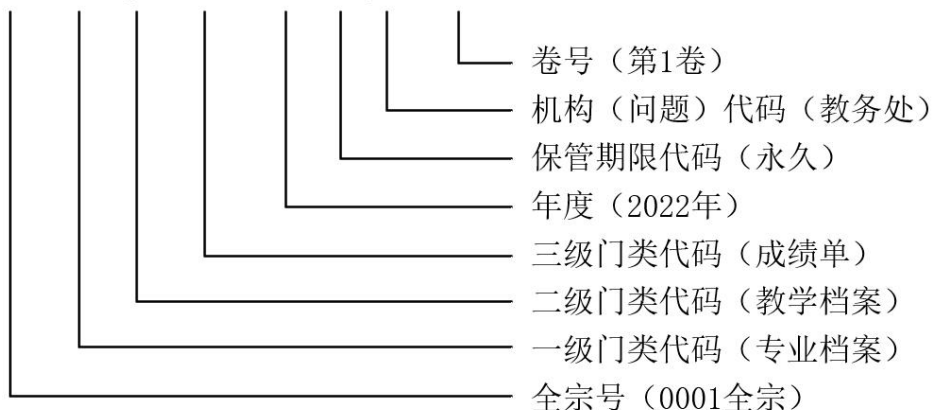 卷号（第1卷）
机构（问题）代码（教务处）
保管期限代码（永久）
年度（2022年）
三级门类代码（成绩单）
二级门类代码（教学档案）
一级门类代码（专业档案）
全宗号（0001全宗）